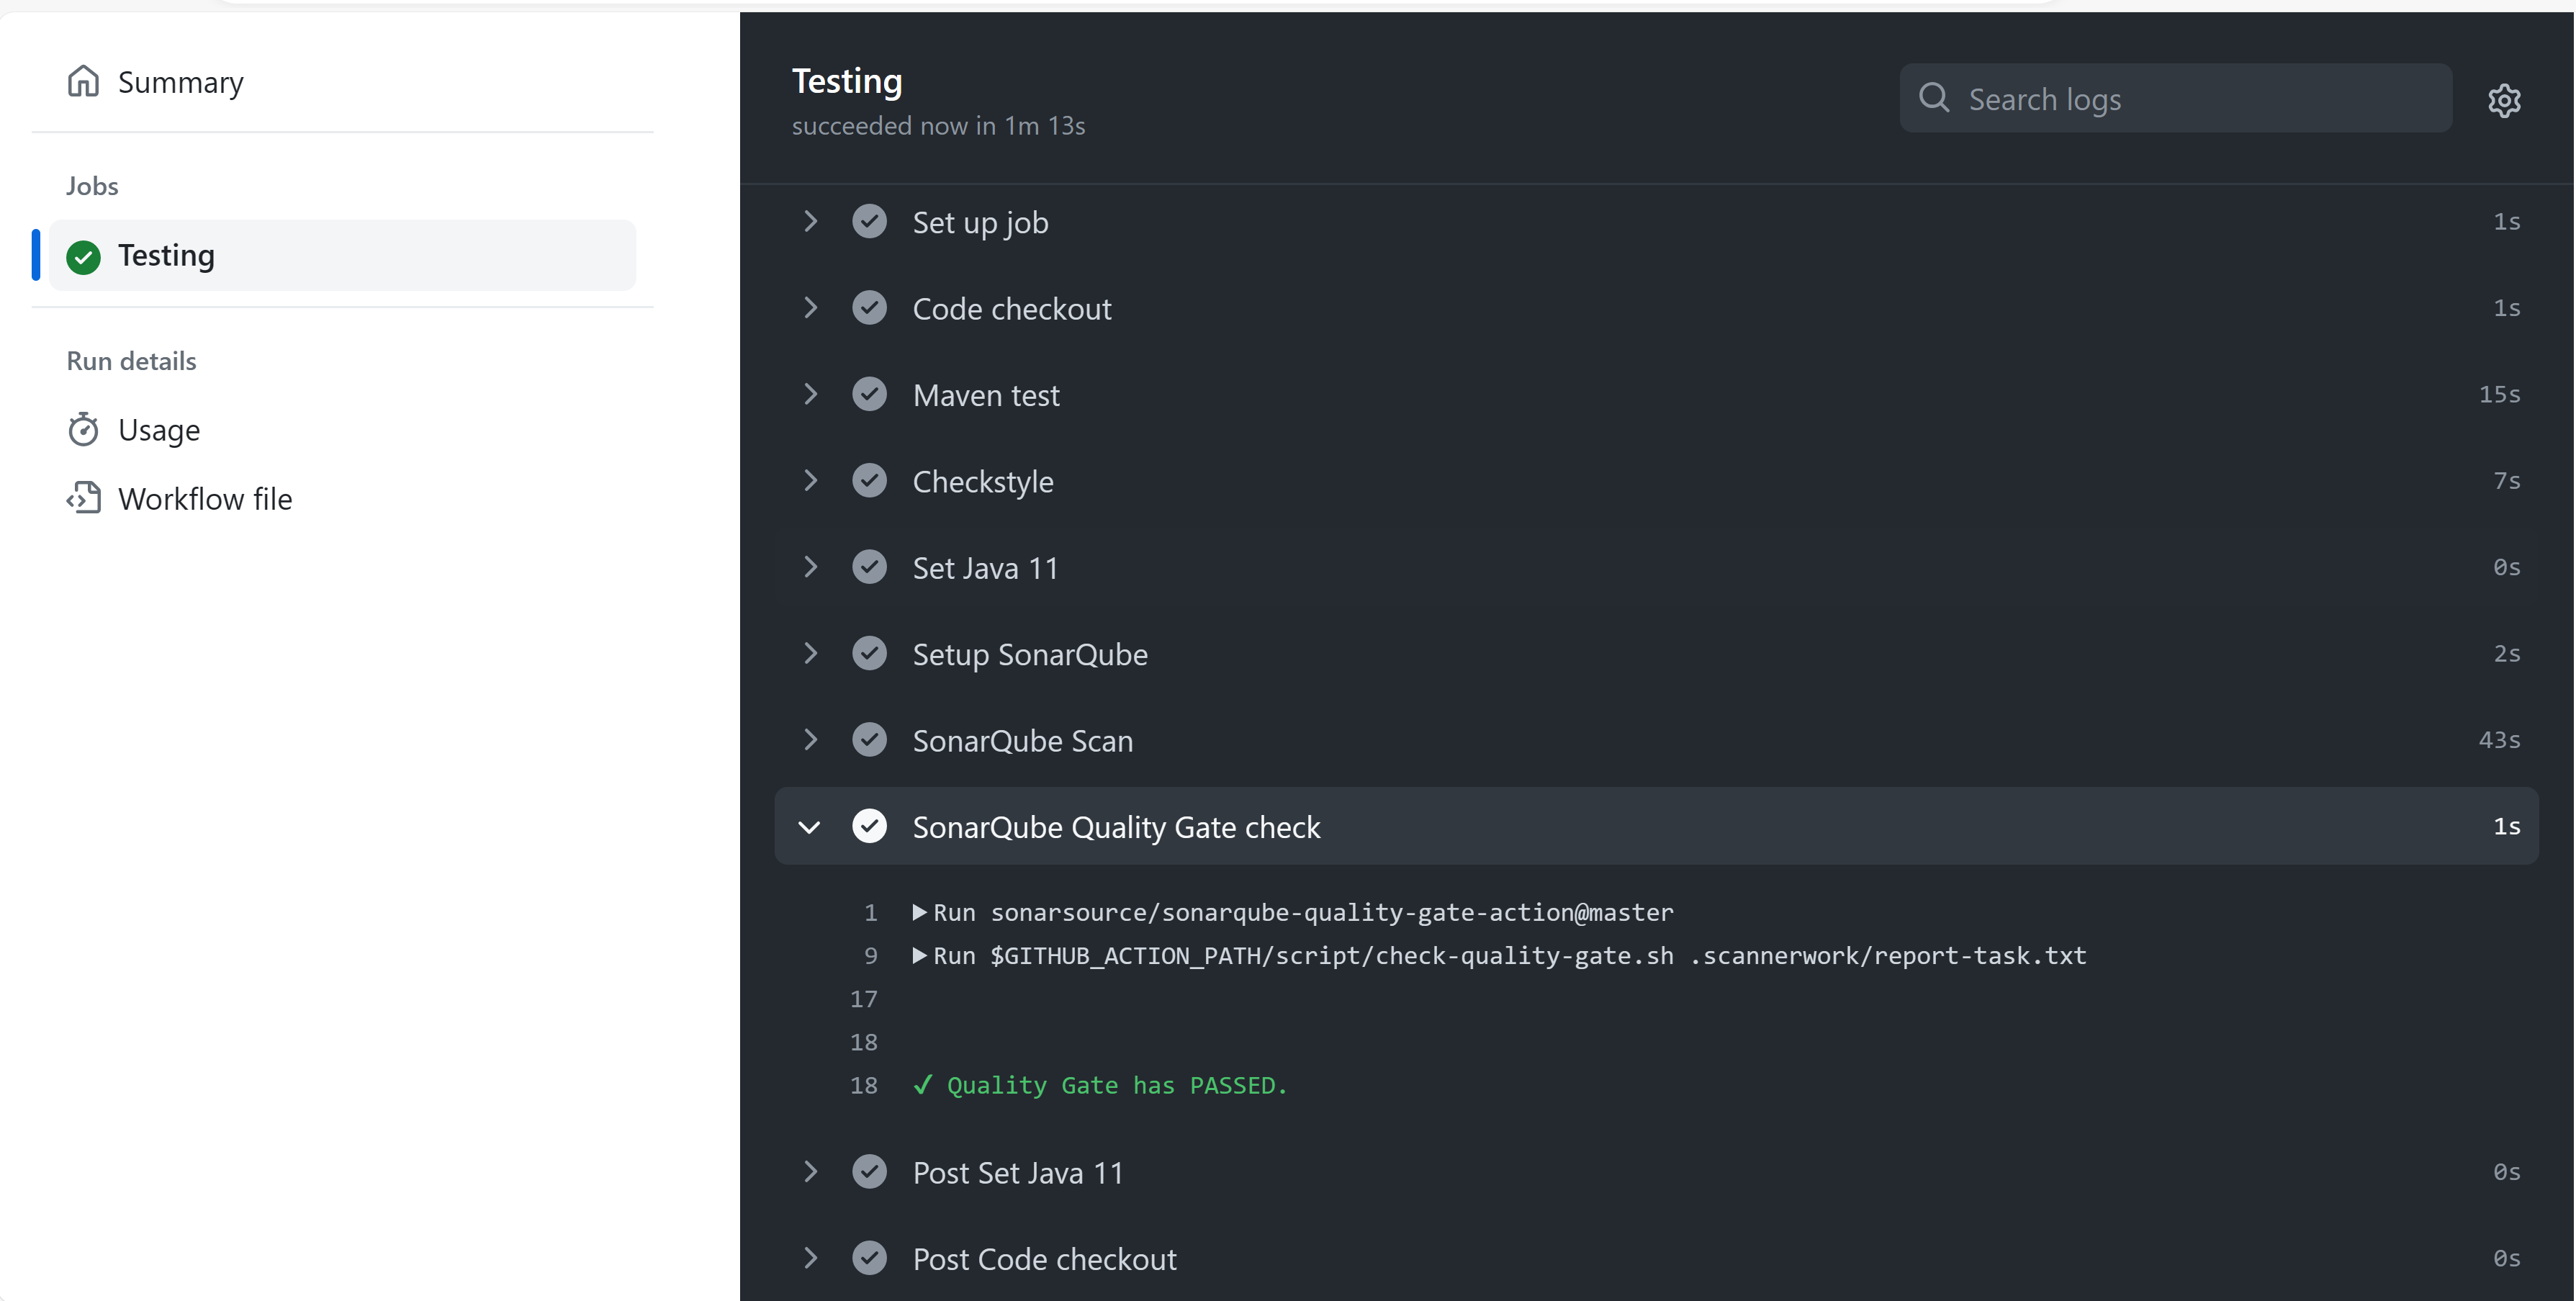 Summary
Jobs
Testing
Run details
Usage
Workflow file
Testing
succeeded now in 1m 13s
Search logs
Set up job 1s
Code checkout 1s
Maven test 15s
Checkstyle 7s
Set Java 11 0s
Setup SonarQube 2s
SonarQube Scan 43s
SonarQube Quality Gate check 1s
1 ▶Run sonarsource/sonarqube-quality-gate-action@master
9 ▶Run $GITHUB_ACTION_PATH/script/check-quality-gate.sh .scannerwork/report-task.txt
17
18
18 ✓ Quality Gate has PASSED.
Post Set Java 11 0s
Post Code checkout 0s